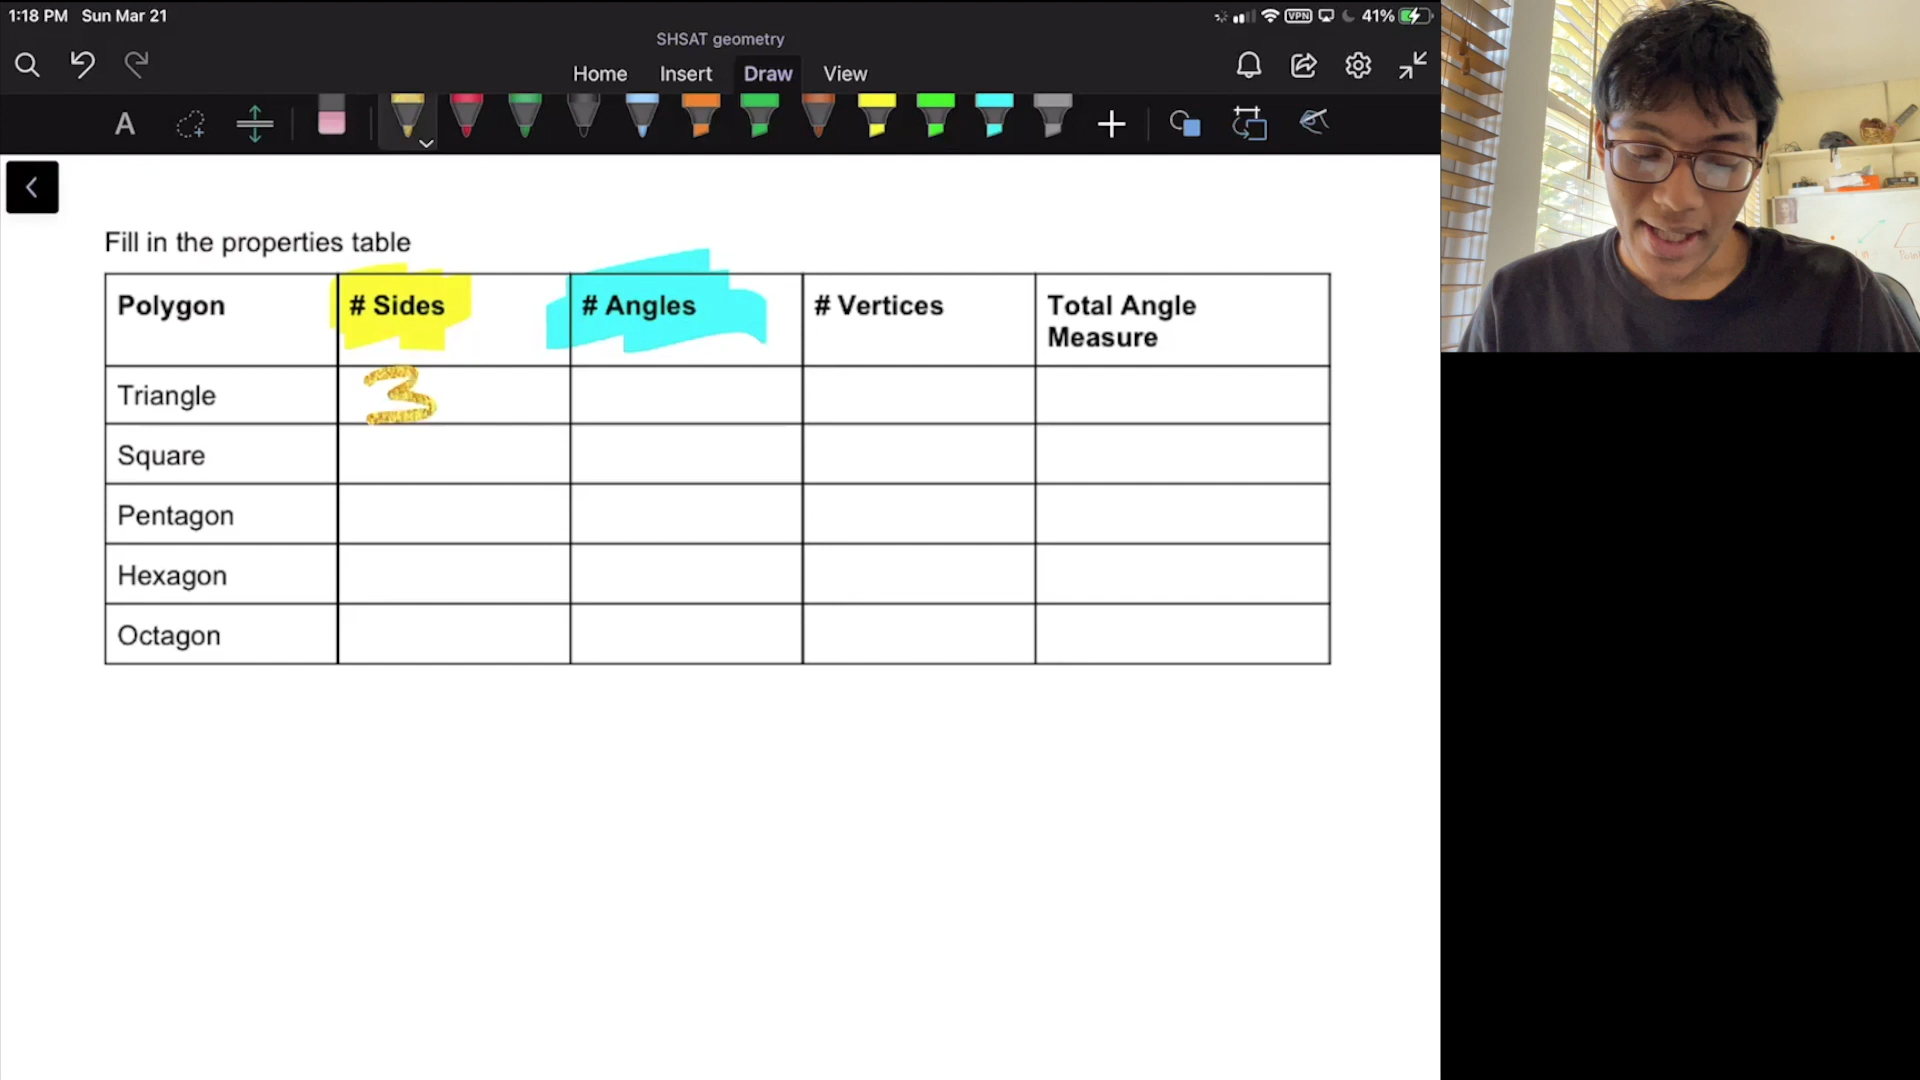 1:18 PM Sun Mar 21
VPN 41%
SHSAT geometry
Home Insert Draw View
A
Fill in the properties table
Polygon # Sides # Angles # Vertices Total Angle
Measure
Triangle 3
Square
Pentagon
Hexagon
Octagon